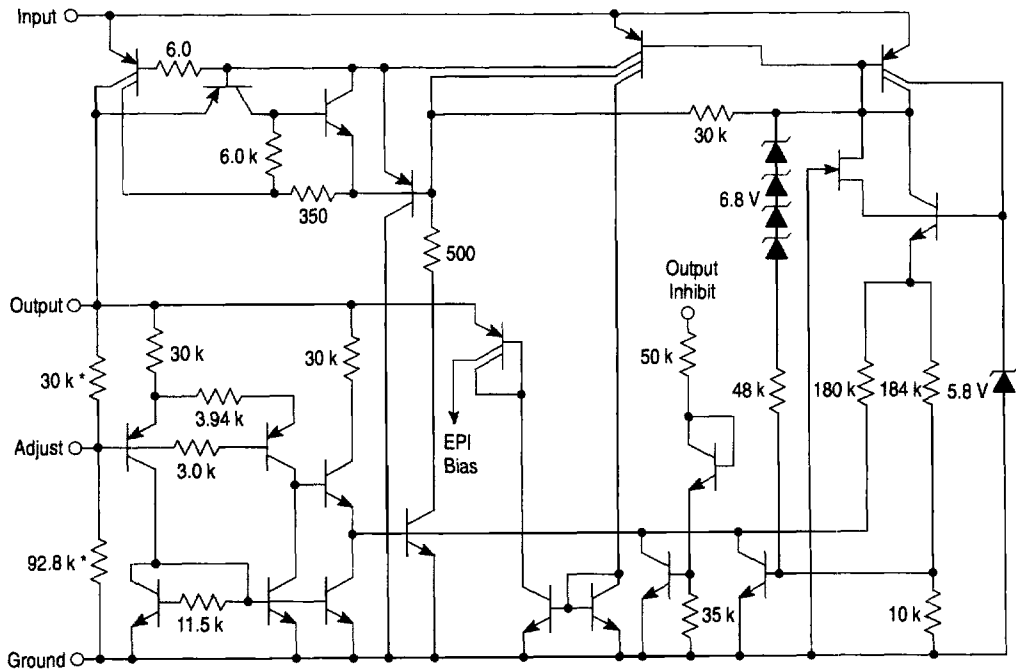 Input
6.0
6.0 k
350
30 k
6.8 V
500
Output
Output
Inhibit
30 k *
30 k
30 k
50 k
3.94 k
48 k
180 k
184 k
5.8 V
Adjust
3.0 k
EPI
Bias
92.8 k *
11.5 k
35 k
10 k
Ground